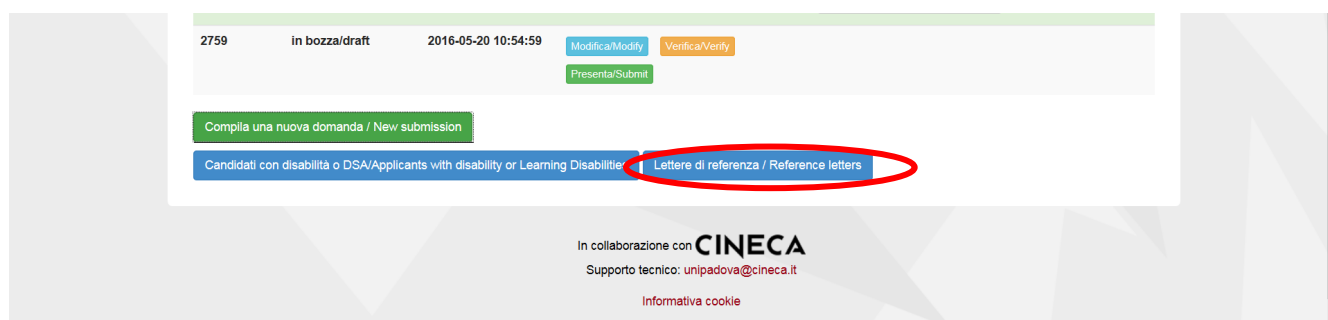 2759 in bozza/draft 2016-05-20 10:54:59 Modifica/Modify Verifica/Verify
Presenta/Submit
Compila una nuova domanda / New submission
Candidati con disabilità o DSA/Applicants with disability or Learning Disabilities Lettere di referenza / Reference letters
In collaborazione con CINECA
Supporto tecnico: unipadova@cineca.it
Informativa cookie